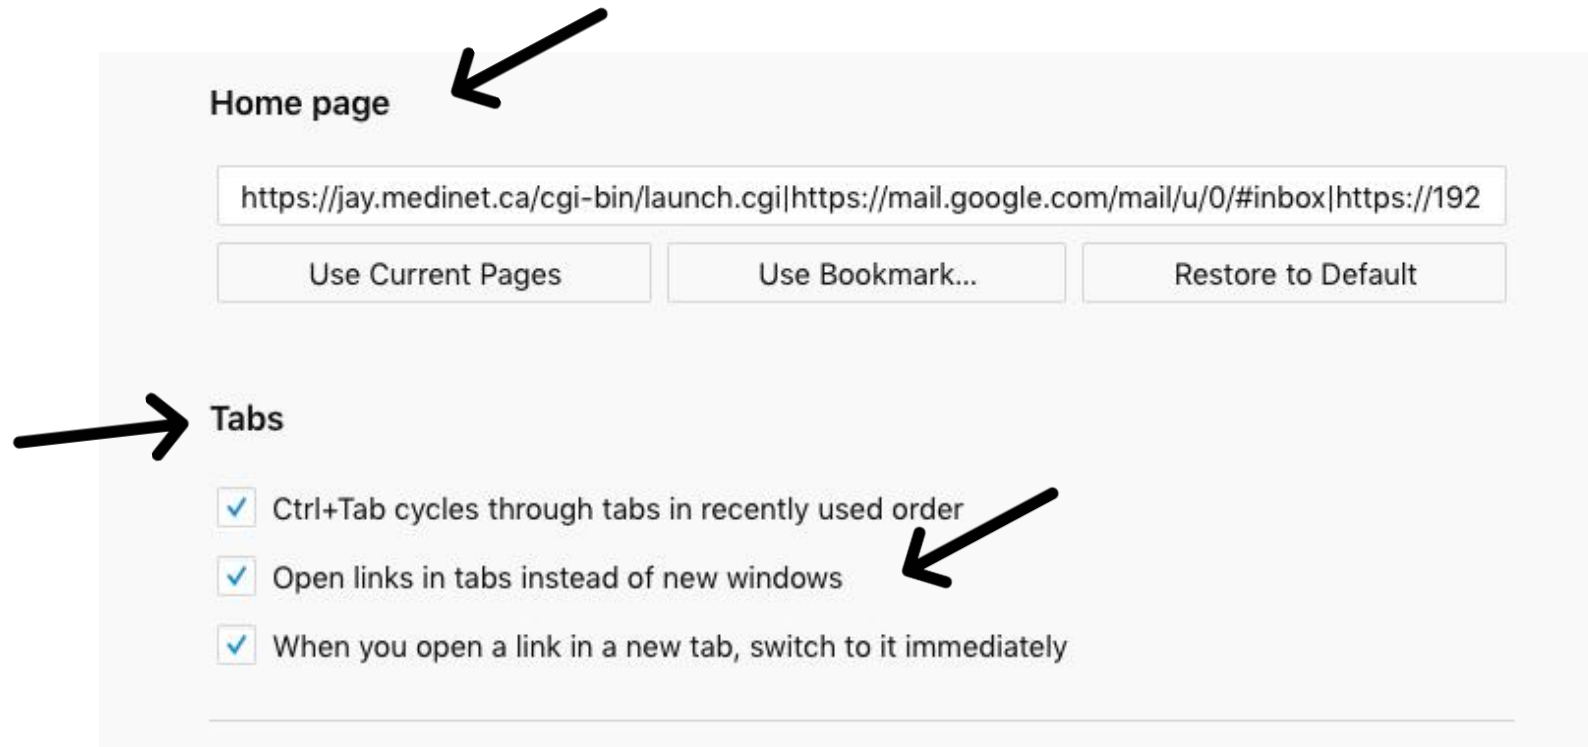 Home page
https://jay.medinet.ca/cgi-bin/launch.cgi|https://mail.google.com/mail/u/0/#inbox|https://192
Use Current Pages Use Bookmark... Restore to Default
Tabs
Ctrl+Tab cycles through tabs in recently used order
Open links in tabs instead of new windows
When you open a link in a new tab, switch to it immediately